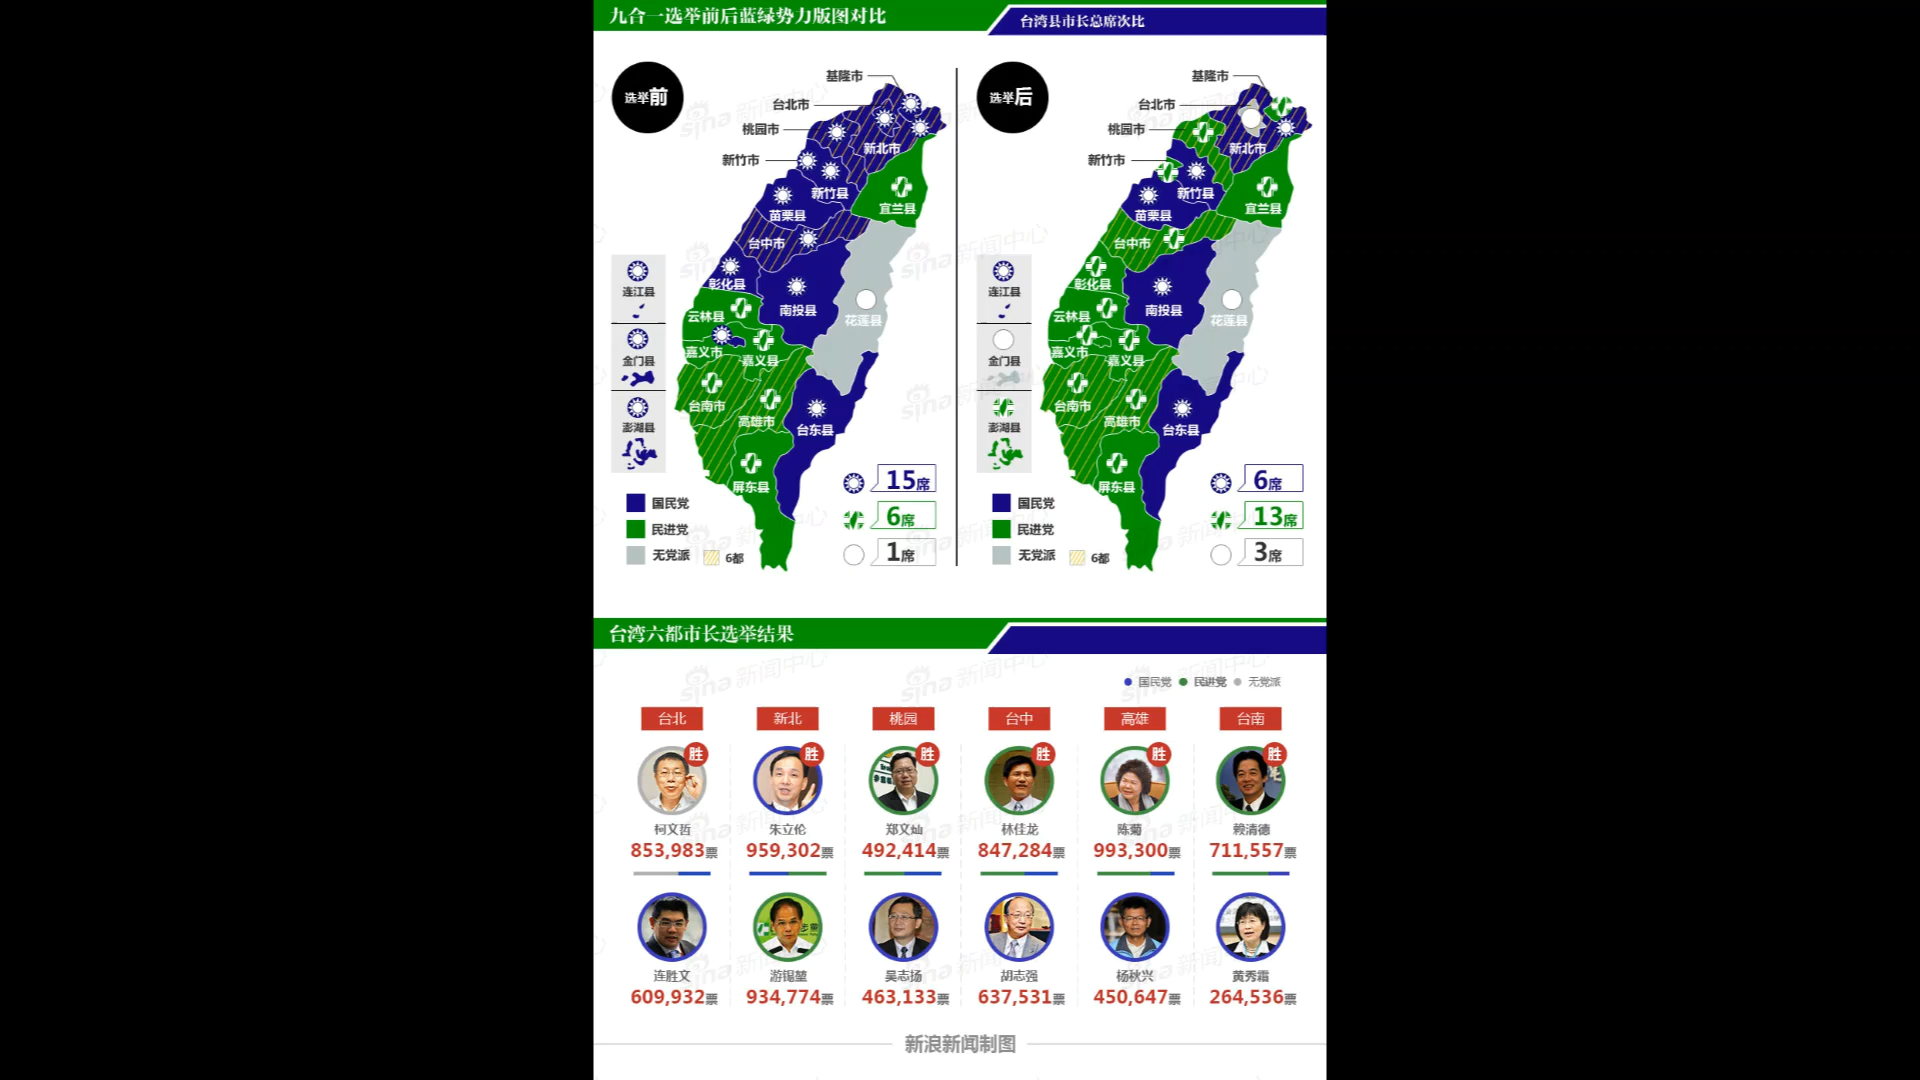 九合一选举前后蓝绿势力版图对比
台湾县市长总席次比
选举前
基隆市
台北市
桃园市
新竹市
新北市
新竹县
宜兰县
苗栗县
台中市
彰化县
南投县
花莲县
云林县
嘉义市
嘉义县
台南市
高雄市
台东县
屏东县
连江县
金门县
澎湖县
国民党
民进党
无党派
6都
15席
6席
1席
选举后
基隆市
台北市
桃园市
新竹市
新北市
新竹县
宜兰县
苗栗县
台中市
彰化县
南投县
花莲县
云林县
嘉义市
嘉义县
台南市
高雄市
台东县
屏东县
连江县
金门县
澎湖县
国民党
民进党
无党派
6都
6席
13席
3席
台湾六都市长选举结果
国民党 民进党 无党派
台北 新北 桃园 台中 高雄 台南
胜 胜 胜 胜 胜 胜
柯文哲 朱立伦 郑文灿 林佳龙 陈菊 赖清德
853,983票 959,302票 492,414票 847,284票 993,300票 711,557票
连胜文 游锡堃 吴志扬 胡志强 杨秋兴 黄秀霜
609,932票 934,774票 463,133票 637,531票 450,647票 264,536票
新浪新闻制图
sina 新闻中心